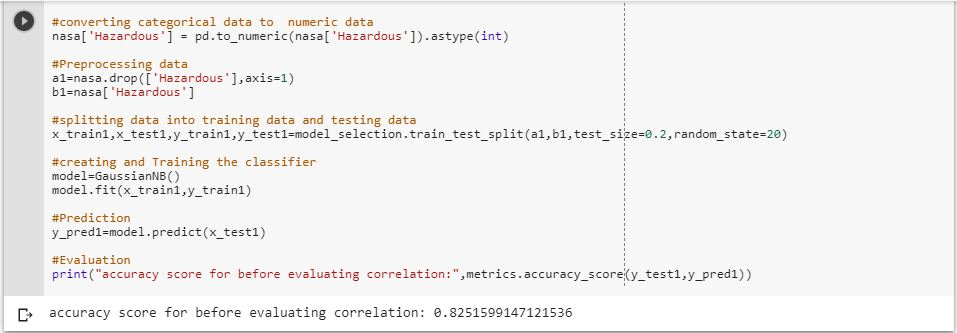 #converting categorical data to  numeric data
nasa['Hazardous'] = pd.to_numeric(nasa['Hazardous']).astype(int)
#Preprocessing data
a1=nasa.drop(['Hazardous'],axis=1)
b1=nasa['Hazardous']
#splitting data into training data and testing data
x_train1,x_test1,y_train1,y_test1=model_selection.train_test_split(a1,b1,test_size=0.2,random_state=20)
#creating and Training the classifier
model=GaussianNB()
model.fit(x_train1,y_train1)
#Prediction
y_pred1=model.predict(x_test1)
#Evaluation
print("accuracy score for before evaluating correlation:",metrics.accuracy_score(y_test1,y_pred1))
accuracy score for before evaluating correlation: 0.8251599147121536